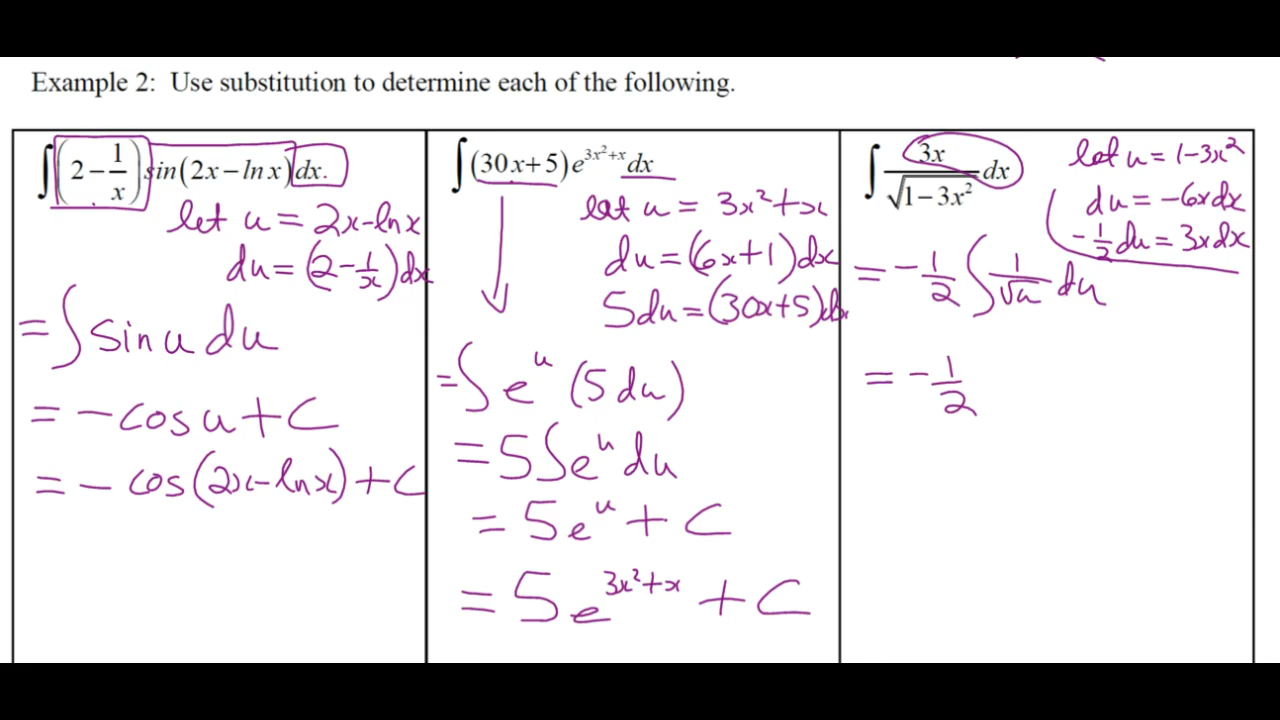 Example 2: Use substitution to determine each of the following.
∫(2 − 1/x) sin(2x − ln x) dx.
let u = 2x − ln x
du = (2 − 1/x) dx
= ∫ sin u du
= − cos u + C
= − cos(2x − ln x) + C
∫(30x + 5) e^(3x² + x) dx
let u = 3x² + x
du = (6x + 1) dx
5 du = (30x + 5) dx
= ∫ e^u (5 du)
= 5 ∫ e^u du
= 5e^u + C
= 5e^(3x² + x) + C
∫ 3x/√(1 − 3x²) dx
let u = 1 − 3x²
du = −6x dx
−1/2 du = 3x dx
= −1/2 ∫ 1/√u du
= −1/2